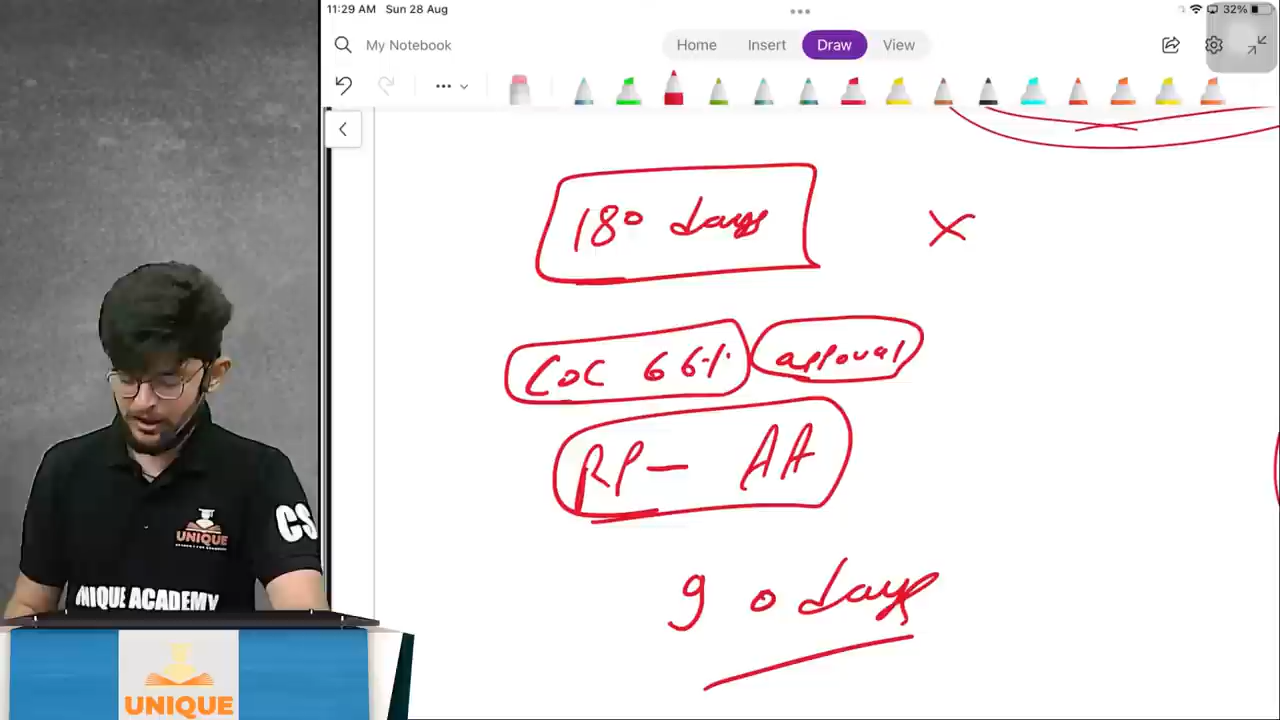 11:29 AM Sun 28 Aug
32%
My Notebook
Home Insert Draw View
180 days x
COC 66% approval
RP - AA
90 days
CS
UNIQUE
UNIQUE ACADEMY
UNIQUE